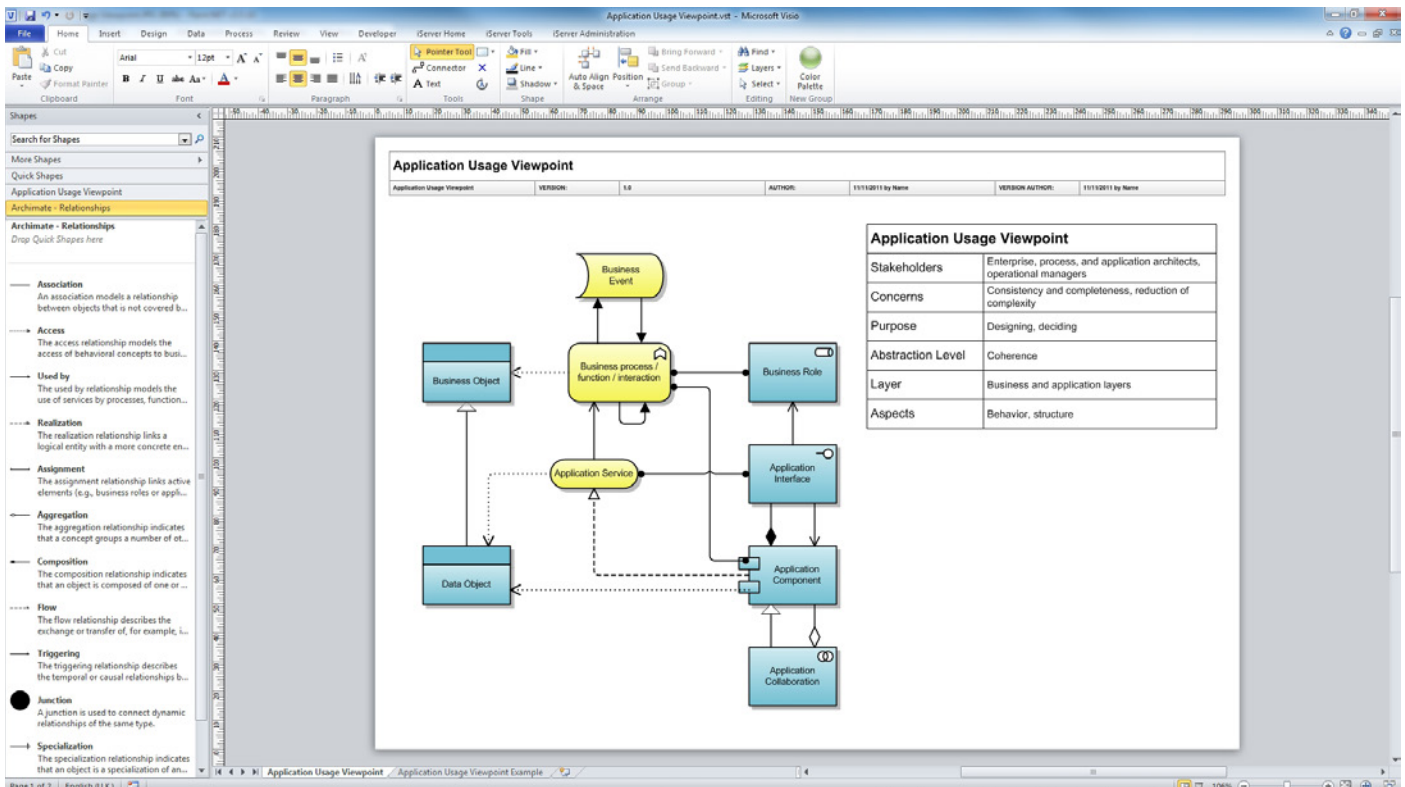 Application Usage Viewpoint.vst - Microsoft Visio
File Home Insert Design Data Process Review View Developer iServer Home iServer Tools iServer Administration
Paste
Cut
Copy
Format Painter
Clipboard
Arial 12pt
B I U abc Aa A
Font
Paragraph
Pointer Tool
Connector
A Text
Tools
Fill
Line
Shadow
Shape
Auto Align & Space
Position
Bring Forward
Send Backward
Group
Arrange
Find
Layers
Select
Editing
Color Palette
New Group
Shapes
Search for Shapes
More Shapes
Quick Shapes
Application Usage Viewpoint
Archimate - Relationships
Archimate - Relationships
Drop Quick Shapes here
Association
An association models a relationship
between objects that is not covered b...
Access
The access relationship models the
access of behavioral concepts to busi...
Used by
The used by relationship models the
use of services by processes, function...
Realization
The realization relationship links a
logical entity with a more concrete en...
Assignment
The assignment relationship links active
elements (e.g., business roles or appli...
Aggregation
The aggregation relationship indicates
that a concept groups a number of ot...
Composition
The composition relationship indicates
that an object is composed of one or ...
Flow
The flow relationship describes the
exchange or transfer of, for example, i...
Triggering
The triggering relationship describes
the temporal or causal relationships b...
Junction
A junction is used to connect dynamic
relationships of the same type.
Specialization
The specialization relationship indicates
that an object is a specialization of an...
Application Usage Viewpoint
Application Usage Viewpoint VERSION: 1.0 AUTHOR: 11/11/2011 by Name VERSION AUTHOR: 11/11/2011 by Name
Business
Event
Business Object
Business process /
function / interaction
Business Role
Application Service
Application
Interface
Data Object
Application
Component
Application
Collaboration
Application Usage Viewpoint
Stakeholders
Enterprise, process, and application architects,
operational managers
Concerns
Consistency and completeness, reduction of
complexity
Purpose
Designing, deciding
Abstraction Level
Coherence
Layer
Business and application layers
Aspects
Behavior, structure
Application Usage Viewpoint Application Usage Viewpoint Example
Page 1 of 2 English (U.K.)
106%